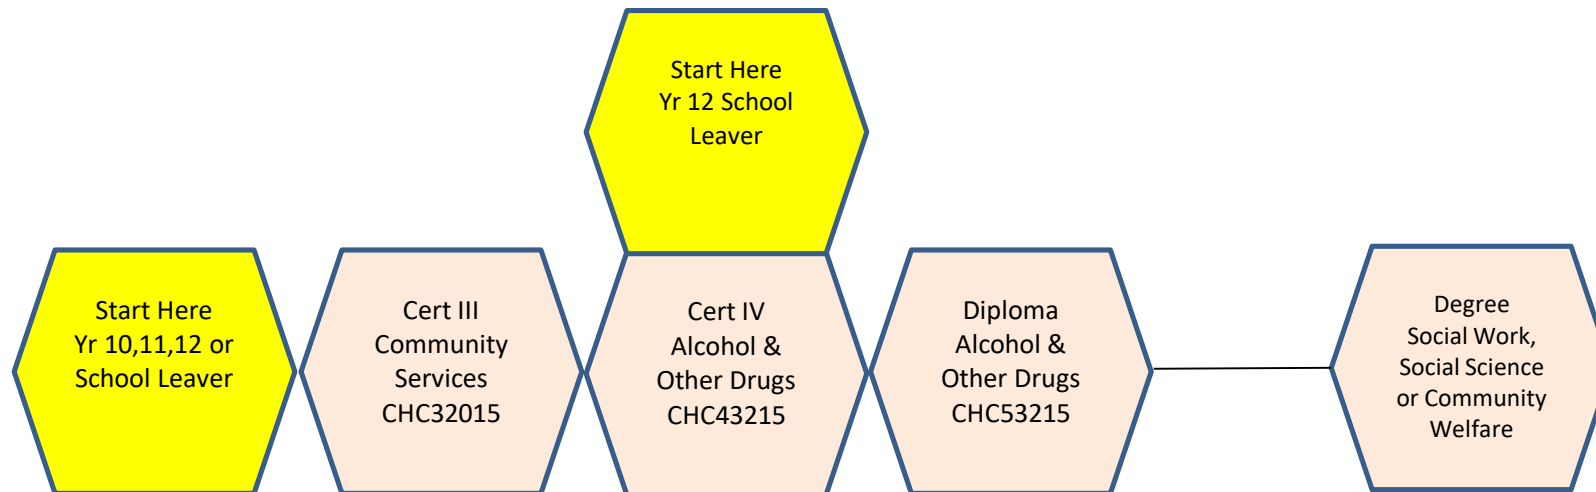 Start Here
Yr 12 School
Leaver
Start Here
Yr 10,11,12 or
School Leaver
Cert III
Community
Services
CHC32015
Cert IV
Alcohol &
Other Drugs
CHC43215
Diploma
Alcohol &
Other Drugs
CHC53215
Degree
Social Work,
Social Science
or Community
Welfare